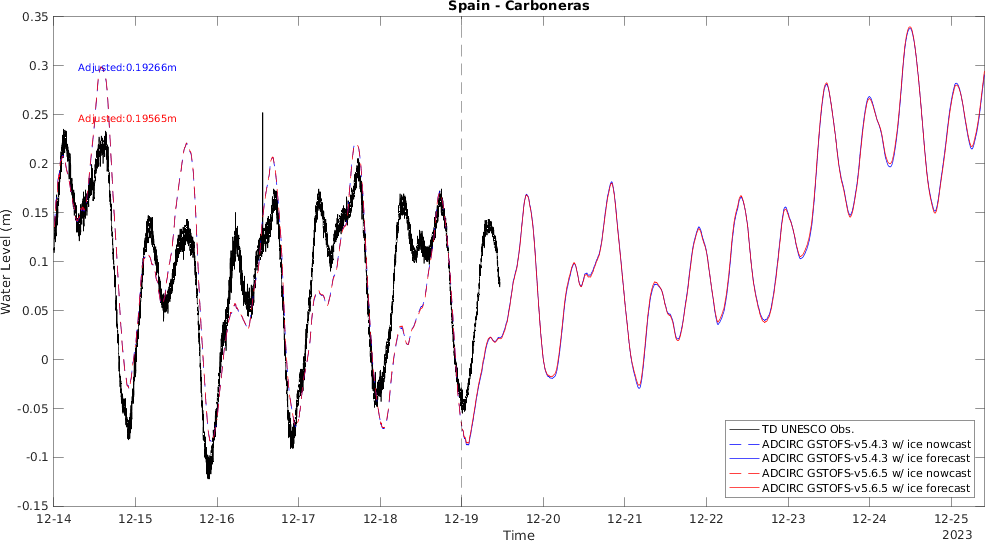 Spain - Carboneras
0.35
0.3
0.25
0.2
0.15
0.1
0.05
0
-0.05
-0.1
-0.15
Water Level (m)
Adjusted:0.19266m
Adjusted:0.19565m
TD UNESCO Obs.
ADCIRC GSTOFS-v5.4.3 w/ ice nowcast
ADCIRC GSTOFS-v5.4.3 w/ ice forecast
ADCIRC GSTOFS-v5.6.5 w/ ice nowcast
ADCIRC GSTOFS-v5.6.5 w/ ice forecast
12-14 12-15 12-16 12-17 12-18 12-19 12-20 12-21 12-22 12-23 12-24 12-25
Time
2023